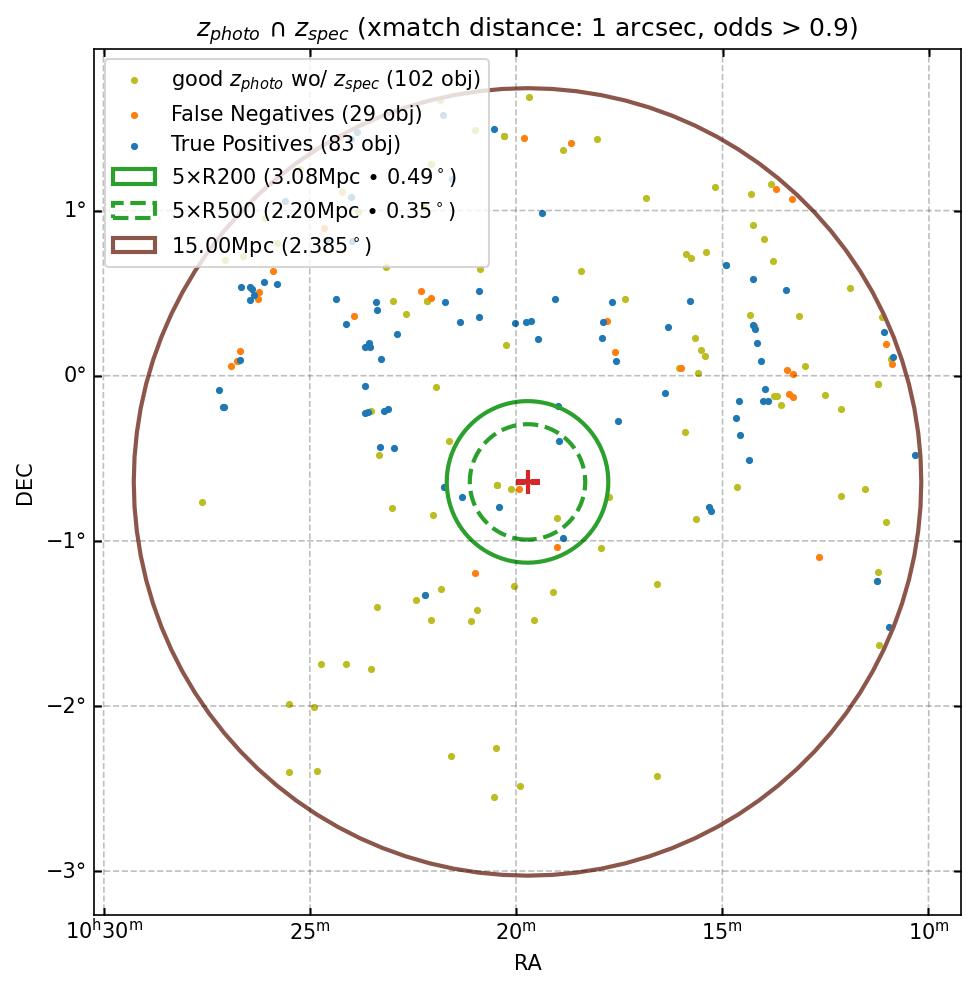 z_photo ∩ z_spec (xmatch distance: 1 arcsec, odds > 0.9)
good z_photo wo/ z_spec (102 obj)
False Negatives (29 obj)
True Positives (83 obj)
5×R200 (3.08Mpc • 0.49°)
5×R500 (2.20Mpc • 0.35°)
15.00Mpc (2.385°)
1°
0°
−1°
−2°
−3°
DEC
10ʰ30ᵐ 25ᵐ 20ᵐ 15ᵐ 10ᵐ
RA